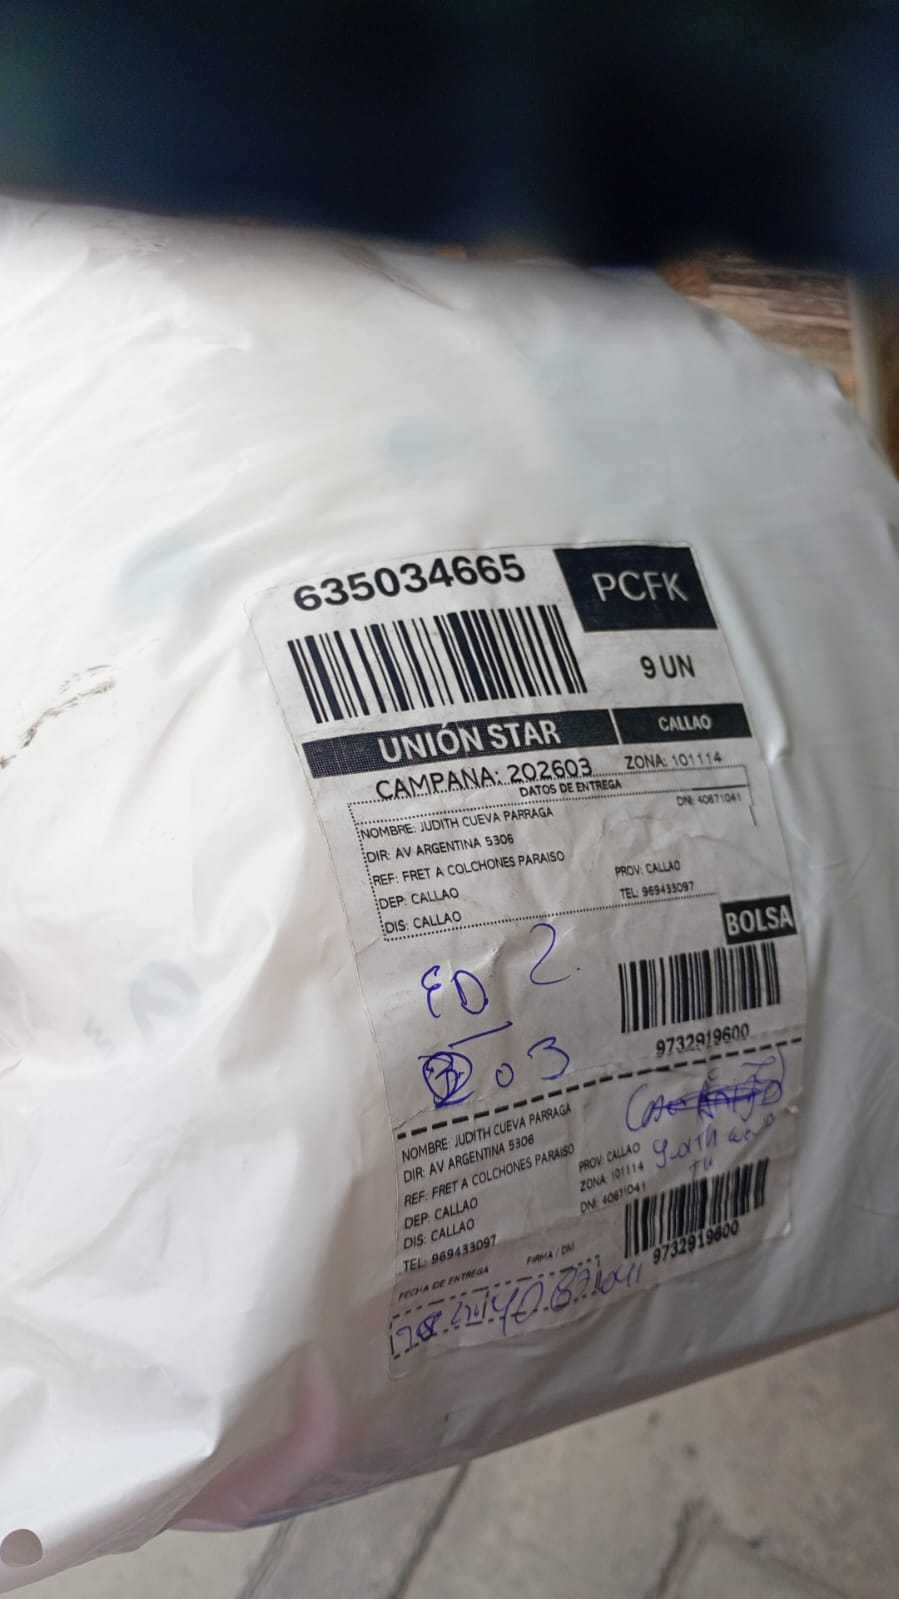 635034665
PCFK
9 UN
UNIÓN STAR
CALLAO
CAMPAÑA: 202603
ZONA: 101114
DATOS DE ENTREGA
NOMBRE: JUDITH CUEVA PARRAGA
DNI: 40871041
DIR: AV ARGENTINA 5306
REF: FRET A COLCHONES PARAISO
DEP: CALLAO
PROV: CALLAO
DIS: CALLAO
TEL: 969433097
BOLSA
ED 2
03
9732919600
NOMBRE: JUDITH CUEVA PARRAGA
DIR: AV ARGENTINA 5306
REF: FRET A COLCHONES PARAISO
PROV: CALLAO
DEP: CALLAO
ZONA: 101114
DIS: CALLAO
DNI: 40871041
TEL: 969433097
9732919600
FECHA DE ENTREGA
FIRMA / DNI
40871041